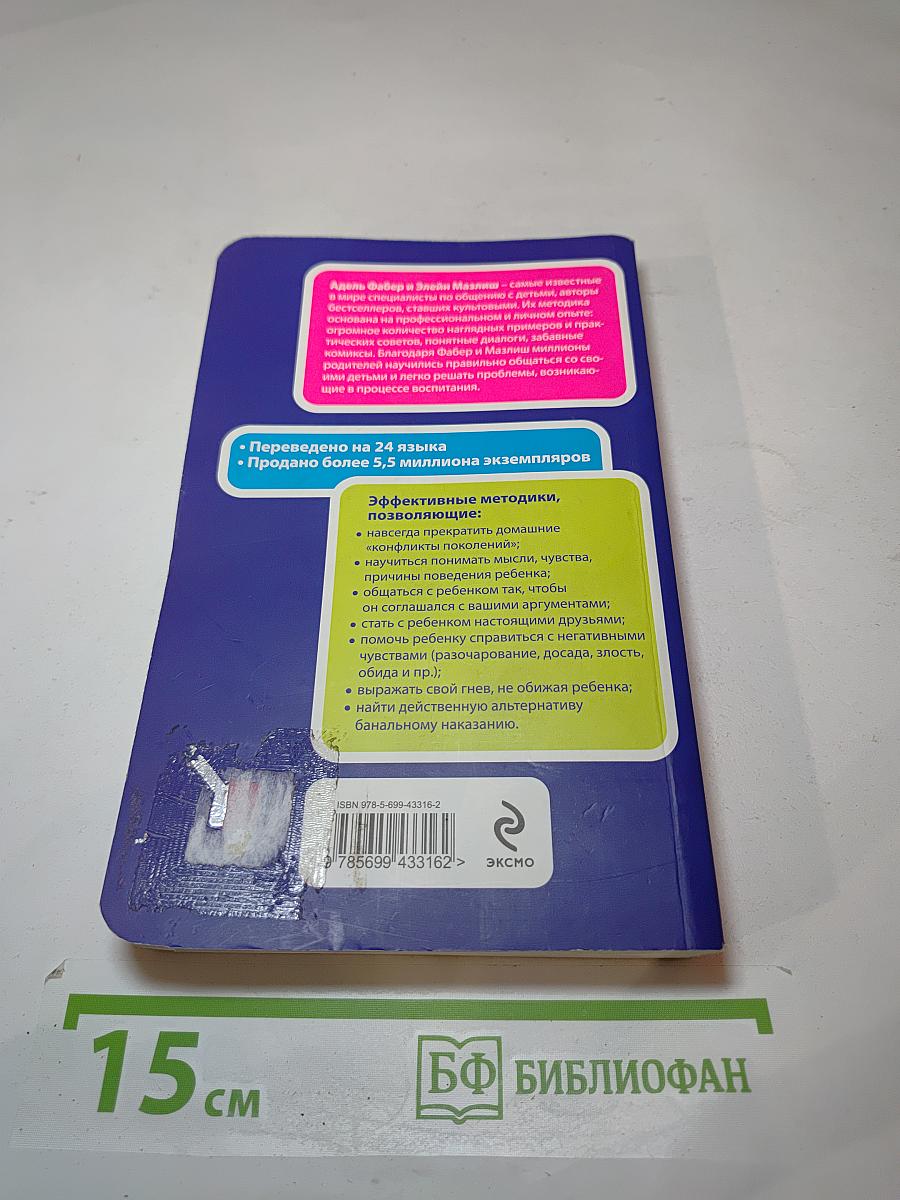 Адель Фабер и Элейн Мазлиш – самые известные
в мире специалисты по общению с детьми, авторы
бестселлеров, ставших культовыми. Их методика
основана на профессиональном и личном опыте:
огромное количество наглядных примеров и прак-
тических советов, понятные диалоги, забавные
комиксы. Благодаря Фабер и Мазлиш миллионы
родителей научились правильно общаться со сво-
ими детьми и легко решать проблемы, возникаю-
щие в процессе воспитания.
• Переведено на 24 языка
• Продано более 5,5 миллиона экземпляров
Эффективные методики,
позволяющие:
• навсегда прекратить домашние
«конфликты поколений»;
• научиться понимать мысли, чувства,
причины поведения ребенка;
• общаться с ребенком так, чтобы
он соглашался с вашими аргументами;
• стать с ребенком настоящими друзьями;
• помочь ребенку справиться с негативными
чувствами (разочарование, досада, злость,
обида и пр.);
• выражать свой гнев, не обижая ребенка;
• найти действенную альтернативу
банальному наказанию.
ISBN 978-5-699-43316-2
9 785699 433162 >
ЭКСМО
15 см
БФ БИБЛИОФАН